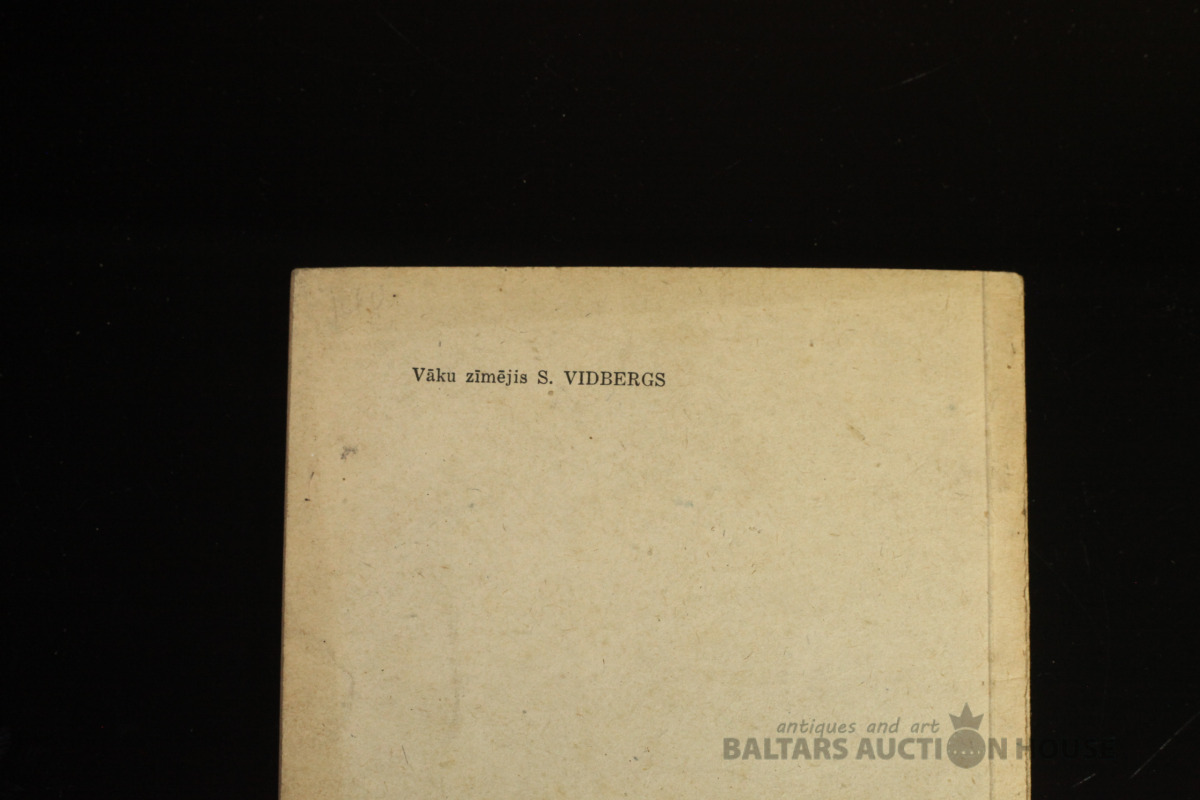 Vāku zīmējis S. VIDBERGS
antiques and art
BALTARS AUCTION HOUSE